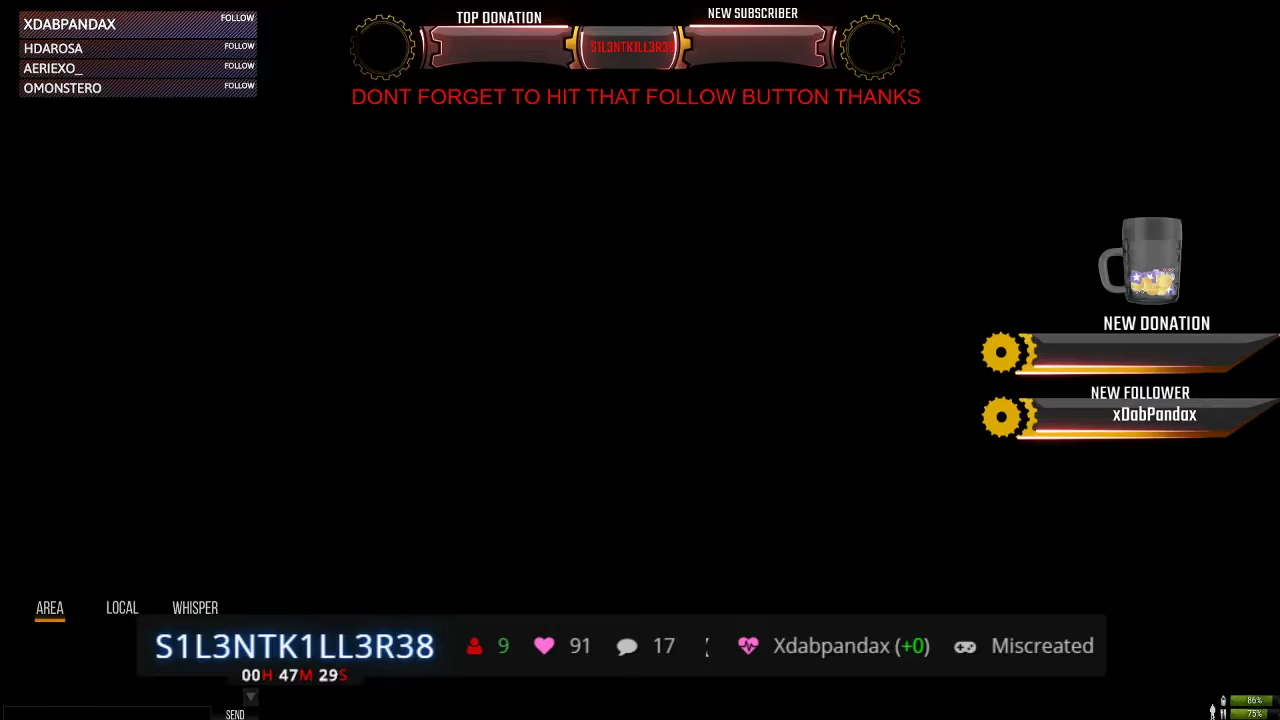 XDABPANDAX FOLLOW
HDAROSA FOLLOW
AERIEXO_ FOLLOW
OMONSTERO FOLLOW
TOP DONATION
NEW SUBSCRIBER
S1L3NTK1LL3R38
DONT FORGET TO HIT THAT FOLLOW BUTTON THANKS
NEW DONATION
NEW FOLLOWER
xDabPandax
AREA LOCAL WHISPER
S1L3NTK1LL3R38 9 91 17 Xdabpandax (+0) Miscreated
00H 47M 29S
SEND
86%
75%